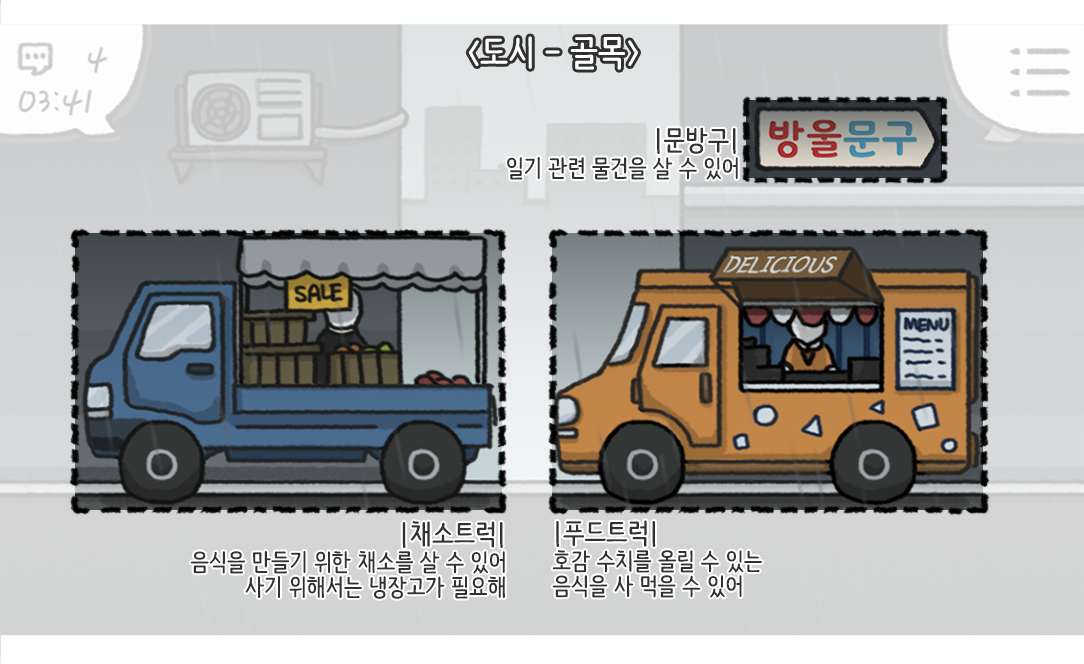 <도시 - 골목>
4
03:41
|문방구|
일기 관련 물건을 살 수 있어
방울문구
SALE
DELICIOUS
MENU
|채소트럭|
음식을 만들기 위한 채소를 살 수 있어
사기 위해서는 냉장고가 필요해
|푸드트럭|
호감 수치를 올릴 수 있는
음식을 사 먹을 수 있어